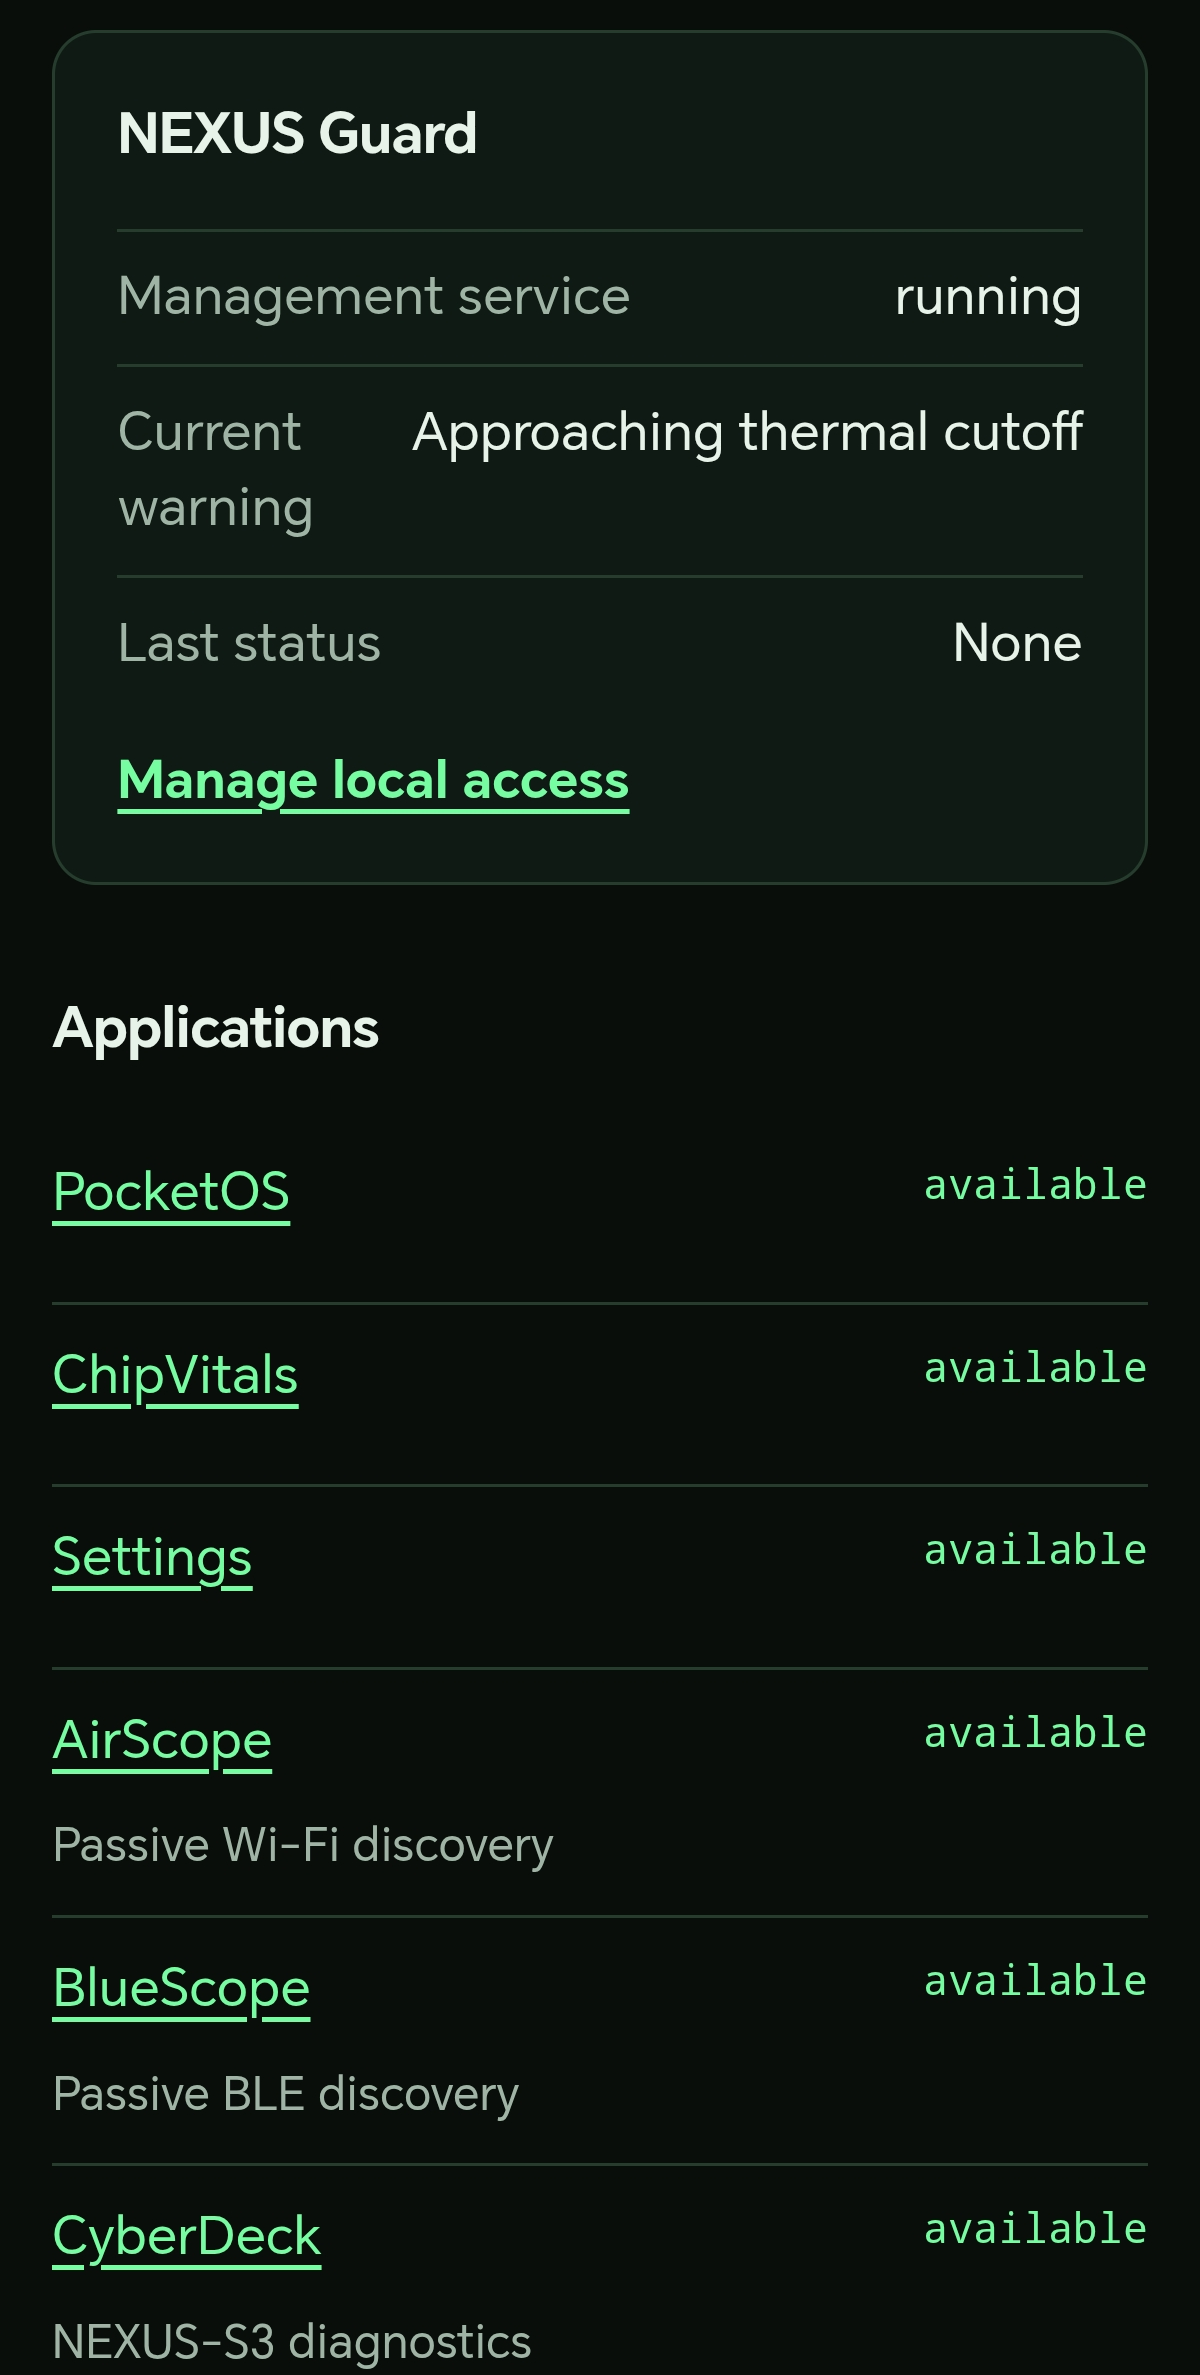 NEXUS Guard
Management service running
Current Approaching thermal cutoff
warning
Last status None
Manage local access
Applications
PocketOS available
ChipVitals available
Settings available
AirScope available
Passive Wi-Fi discovery
BlueScope available
Passive BLE discovery
CyberDeck available
NEXUS-S3 diagnostics